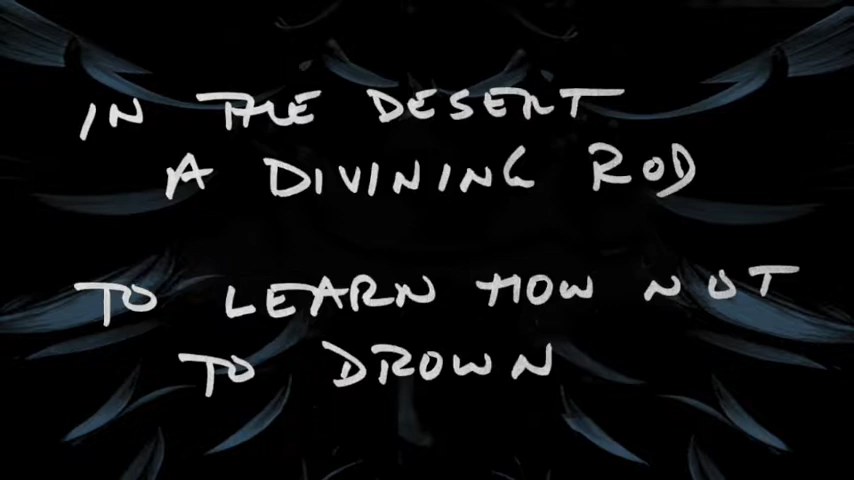 IN THE DESERT
A DIVINING ROD
TO LEARN HOW NOT
TO DROWN